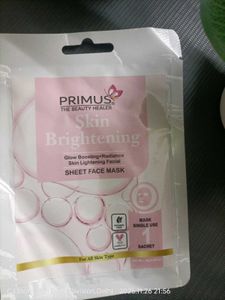 PRIMUS
THE BEAUTY HEALER
Skin
Brightening
Glow Boosting•Radiance
Skin Lightening Facial
SHEET FACE MASK
MASK
SINGLE USE
1
SACHET
For All Skin Type